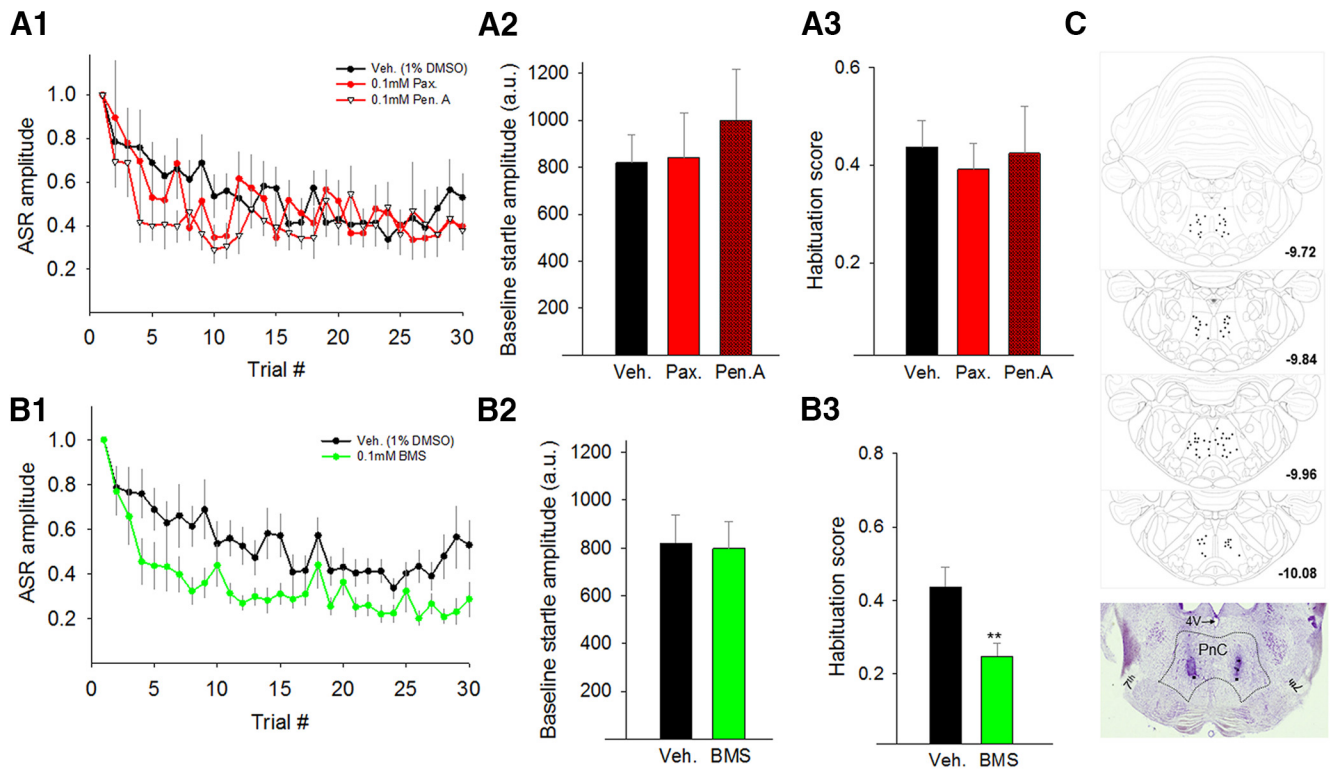 A1
Veh. (1% DMSO)
0.1mM Pax.
0.1mM Pen. A
ASR amplitude
1.0
0.8
0.6
0.4
0.2
0 5 10 15 20 25 30
Trial #
A2
Baseline startle amplitude (a.u.)
1200
1000
800
600
400
200
Veh. Pax. Pen.A
A3
Habituation score
0.6
0.4
0.2
Veh. Pax. Pen.A
C
-9.72
-9.84
-9.96
-10.08
4V
PnC
7th
7th
B1
Veh. (1% DMSO)
0.1mM BMS
ASR amplitude
1.0
0.8
0.6
0.4
0.2
0 5 10 15 20 25 30
Trial #
B2
Baseline startle amplitude (a.u.)
1200
1000
800
600
400
200
Veh. BMS
B3
Habituation score
0.8
0.6
0.4
0.2
**
Veh. BMS